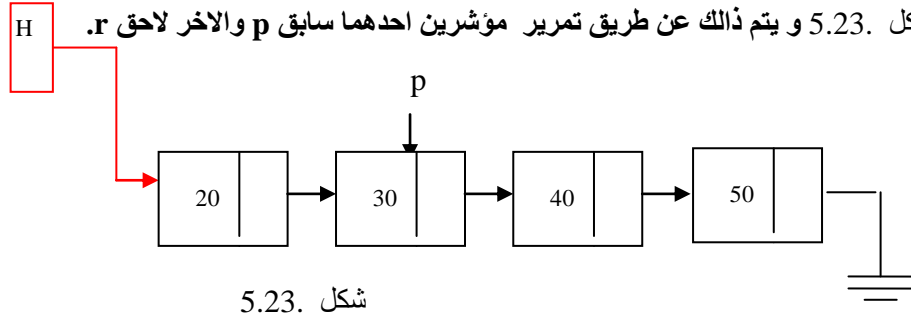 كل .5.23 و يتم ذالك عن طريق تمرير مؤشرين احدهما سابق p والاخر لاحق r.
H
p
20 30 40 50
شكل .5.23